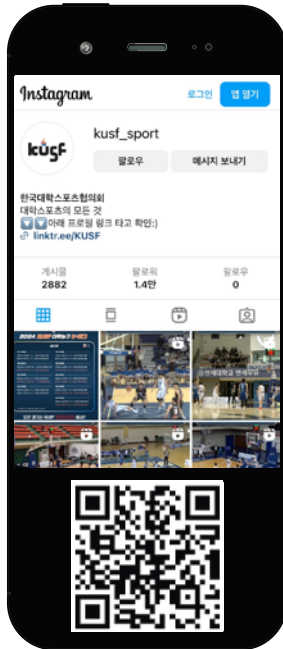 Instagram
로그인
앱 열기
KUSF
kusf_sport
팔로우
메시지 보내기
한국대학스포츠협의회
대학스포츠의 모든 것
🔽🔽아래 프로필 링크 타고 확인:)
linktr.ee/KUSF
게시물 팔로워 팔로우
2882 1.4만 0